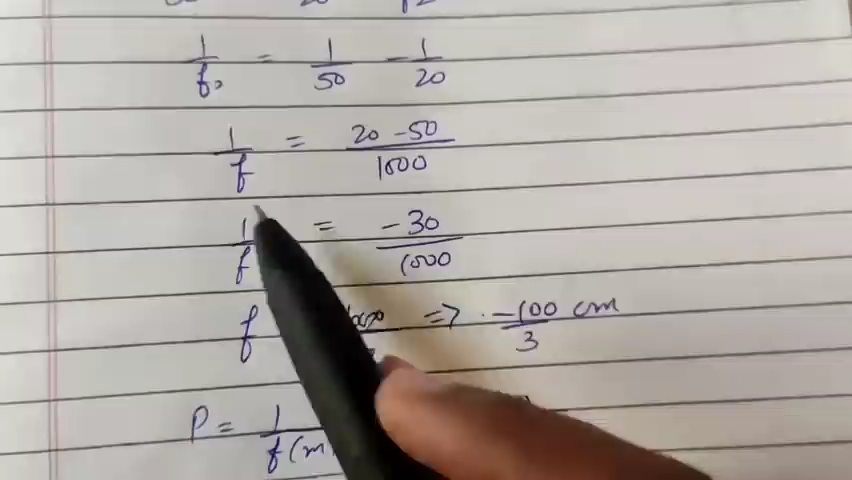 1/f₀ = 1/50 - 1/20
1/f = 20 - 50/1000
1/f = -30/1000
f => -100/3 cm
P = 1/f(m